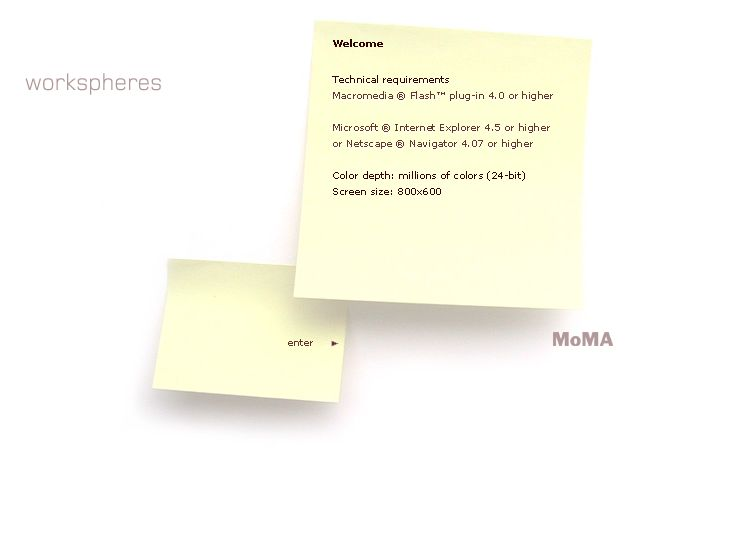 workspheres
Welcome
Technical requirements
Macromedia ® Flash™ plug-in 4.0 or higher
Microsoft ® Internet Explorer 4.5 or higher
or Netscape ® Navigator 4.07 or higher
Color depth: millions of colors (24-bit)
Screen size: 800x600
enter ►
MoMA